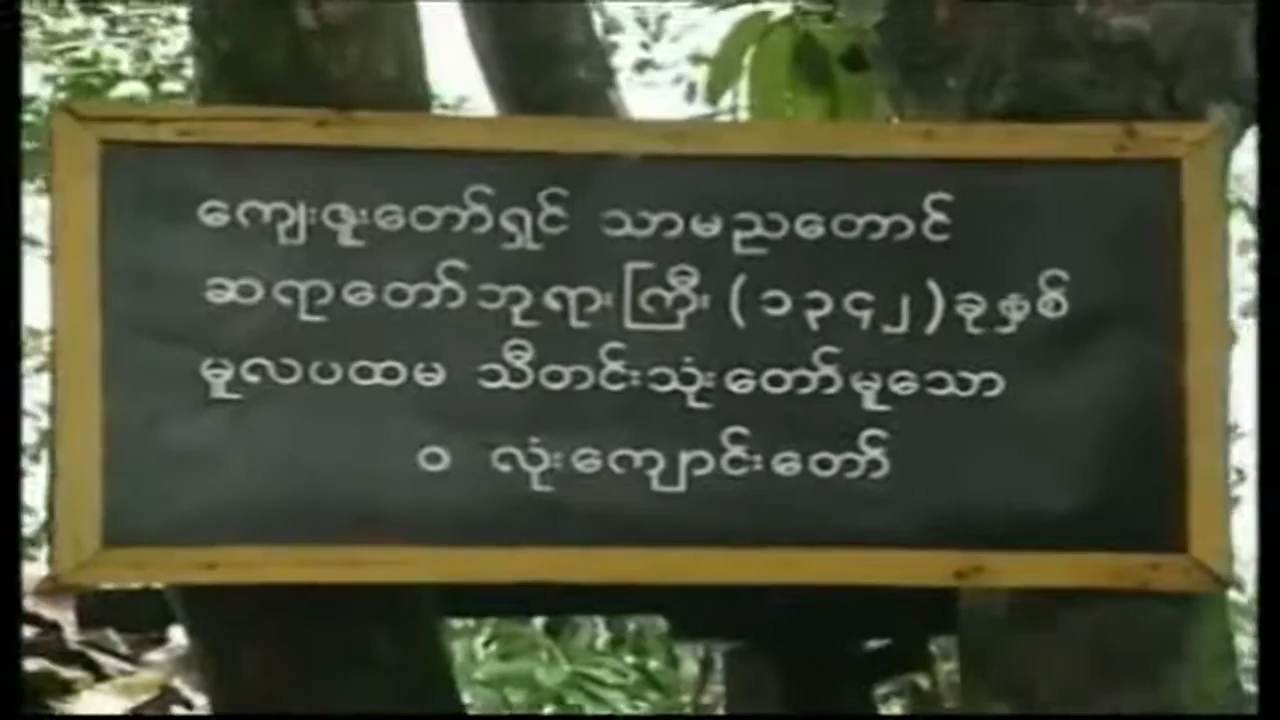 ကျေးဇူးတော်ရှင် သာမညတောင်
ဆရာတော်ဘုရားကြီး (၁၃၄၂) ခုနှစ်
မူလပထမ သီတင်းသုံးတော်မူသော
ဝ လုံးကျောင်းတော်